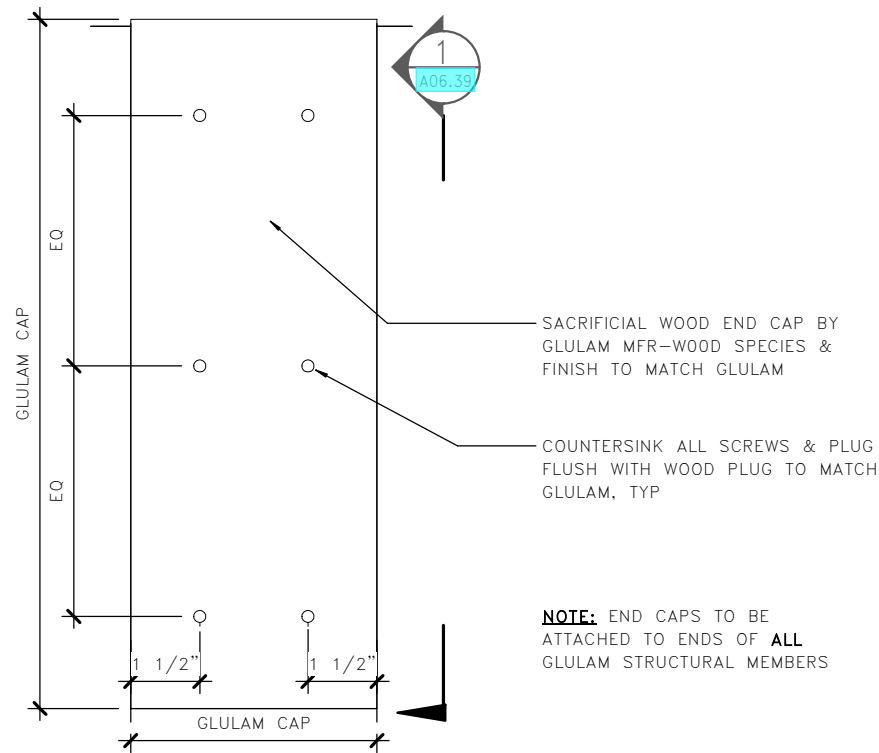 1
A06.39
EQ
GLULAM CAP
EQ
SACRIFICIAL WOOD END CAP BY
GLULAM MFR-WOOD SPECIES &
FINISH TO MATCH GLULAM
COUNTERSINK ALL SCREWS & PLUG
FLUSH WITH WOOD PLUG TO MATCH
GLULAM, TYP
NOTE: END CAPS TO BE
ATTACHED TO ENDS OF ALL
GLULAM STRUCTURAL MEMBERS
1 1/2"
1 1/2"
GLULAM CAP